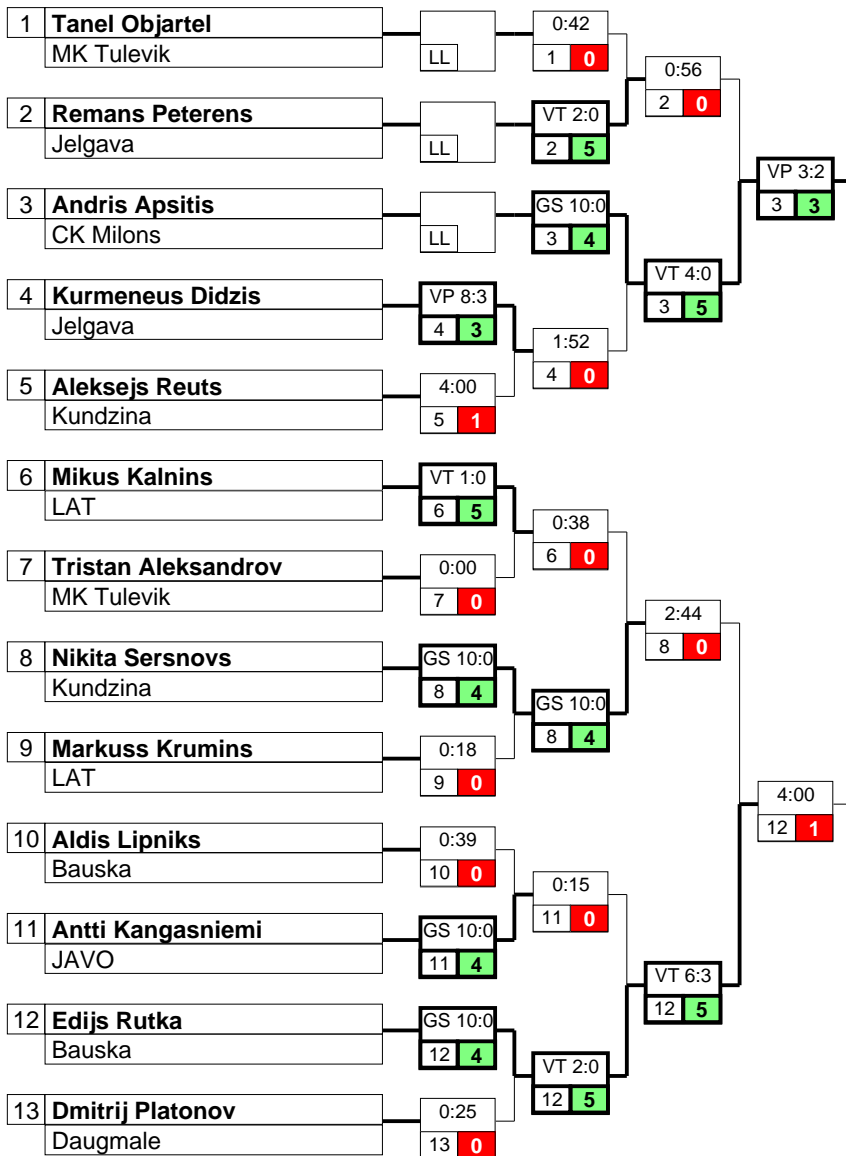 1 Tanel Objartel
MK Tulevik
LL
0:42
1 0
0:56
2 0
2 Remans Peterens
Jelgava
LL
VT 2:0
2 5
VP 3:2
3 3
3 Andris Apsitis
CK Milons
LL
GS 10:0
3 4
VT 4:0
3 5
4 Kurmeneus Didzis
Jelgava
VP 8:3
4 3
1:52
4 0
5 Aleksejs Reuts
Kundzina
4:00
5 1
6 Mikus Kalnins
LAT
VT 1:0
6 5
0:38
6 0
7 Tristan Aleksandrov
MK Tulevik
0:00
7 0
2:44
8 0
8 Nikita Sersnovs
Kundzina
GS 10:0
8 4
GS 10:0
8 4
9 Markuss Krumins
LAT
0:18
9 0
4:00
12 1
10 Aldis Lipniks
Bauska
0:39
10 0
0:15
11 0
11 Antti Kangasniemi
JAVO
GS 10:0
11 4
VT 6:3
12 5
12 Edijs Rutka
Bauska
GS 10:0
12 4
VT 2:0
12 5
13 Dmitrij Platonov
Daugmale
0:25
13 0